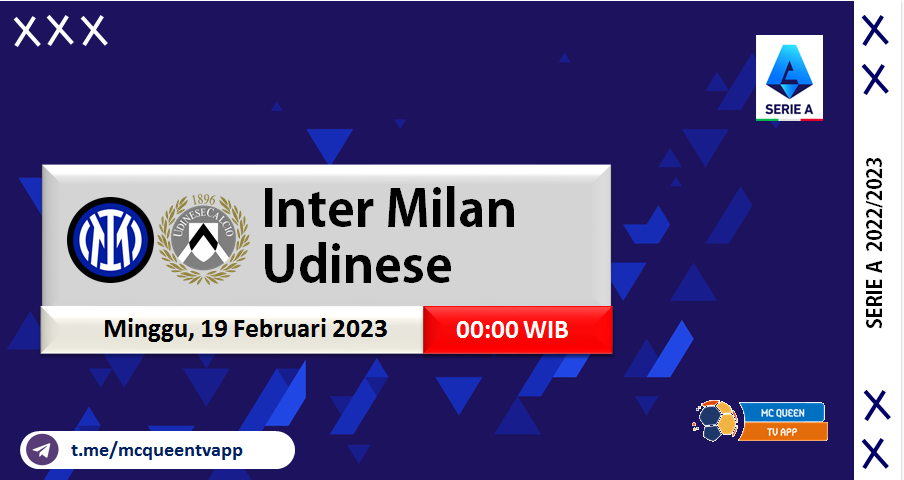 XXX
SERIE A
1896
UDINESE CALCIO
Inter Milan
Udinese
Minggu, 19 Februari 2023
00:00 WIB
t.me/mcqueentvapp
MC QUEEN
TV APP
X
X
SERIE A 2022/2023
X
X